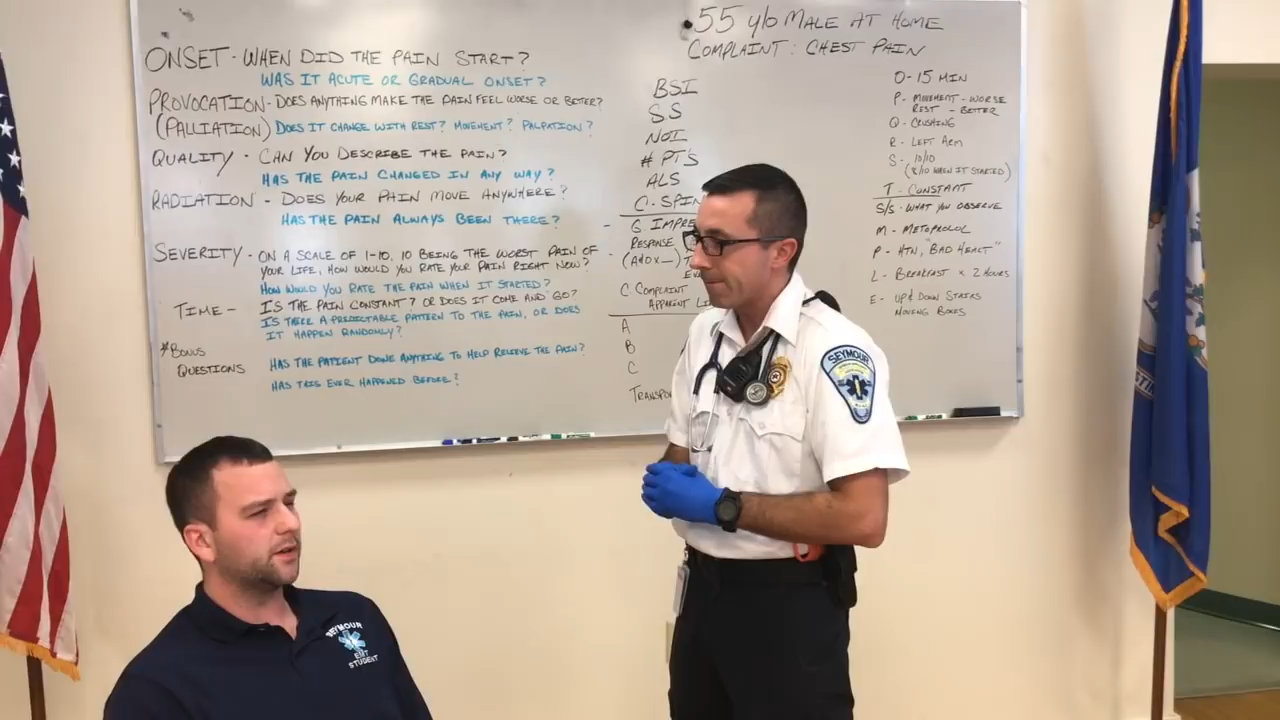 ONSET - WHEN DID THE PAIN START?
WAS IT ACUTE OR GRADUAL ONSET?
PROVOCATION - DOES ANYTHING MAKE THE PAIN FEEL WORSE OR BETTER?
(PALLIATION) DOES IT CHANGE WITH REST? MOVEMENT? PALPATION?
QUALITY - CAN YOU DESCRIBE THE PAIN?
HAS THE PAIN CHANGED IN ANY WAY?
RADIATION - DOES YOUR PAIN MOVE ANYWHERE?
HAS THE PAIN ALWAYS BEEN THERE?
SEVERITY - ON A SCALE OF 1-10, 10 BEING THE WORST PAIN OF
YOUR LIFE, HOW WOULD YOU RATE YOUR PAIN RIGHT NOW?
HOW WOULD YOU RATE THE PAIN WHEN IT STARTED?
TIME - IS THE PAIN CONSTANT? OR DOES IT COME AND GO?
IS THERE A PREDICTABLE PATTERN TO THE PAIN, OR DOES
IT HAPPEN RANDOMLY?
*BONUS
QUESTIONS
HAS THE PATIENT DONE ANYTHING TO HELP RELIEVE THE PAIN?
HAS THIS EVER HAPPENED BEFORE?
55 y/o MALE AT HOME
COMPLAINT: CHEST PAIN
BSI
SS
NOI
# PT'S
ALS
C-SPIN
G IMPRE
RESPONSE
(A+OX_)
C COMPLAINT
APPARENT LI
A
B
C
TRANSPO
O - 15 MIN
P - MOVEMENT - WORSE
REST - BETTER
Q - CRUSHING
R - LEFT ARM
S - 10/10
(8/10 WHEN IT STARTED)
T - CONSTANT
S/S - WHAT YOU OBSERVE
M - METOPROLOL
P - HTN, "BAD HEALT"
L - BREAKFAST x 2 HOURS
E - UP & DOWN STAIRS
MOVING BOXES
SEYMOUR
SEYMOUR
EMT
STUDENT